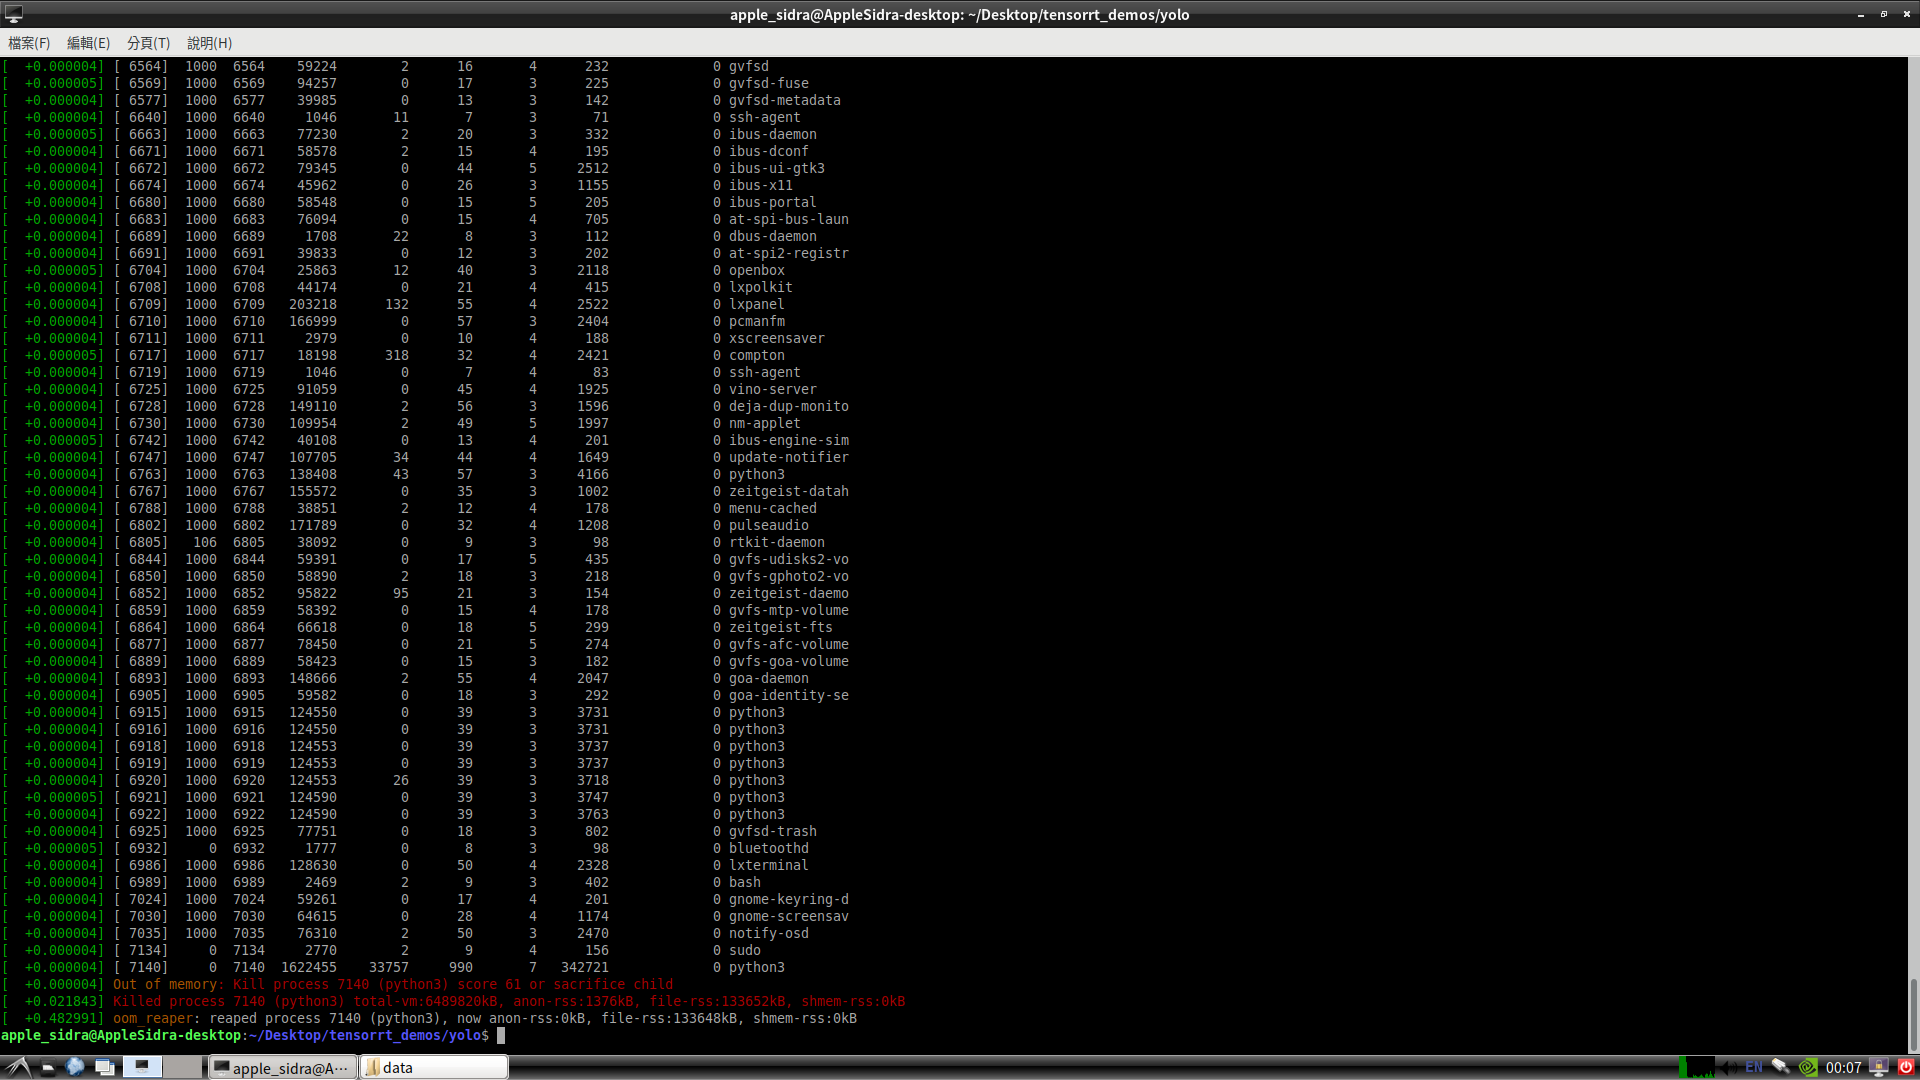 apple_sidra@AppleSidra-desktop: ~/Desktop/tensorrt_demos/yolo
檔案(F) 編輯(E) 分頁(T) 說明(H)
[ +0.000004] [ 6564] 1000 6564 59224 2 16 4 232 0 gvfsd
[ +0.000005] [ 6569] 1000 6569 94257 0 17 3 225 0 gvfsd-fuse
[ +0.000004] [ 6577] 1000 6577 39985 0 13 3 142 0 gvfsd-metadata
[ +0.000004] [ 6640] 1000 6640 1046 11 7 3 71 0 ssh-agent
[ +0.000005] [ 6663] 1000 6663 77230 2 20 3 332 0 ibus-daemon
[ +0.000004] [ 6671] 1000 6671 58578 2 15 4 195 0 ibus-dconf
[ +0.000004] [ 6672] 1000 6672 79345 0 44 5 2512 0 ibus-ui-gtk3
[ +0.000004] [ 6674] 1000 6674 45962 0 26 3 1155 0 ibus-x11
[ +0.000004] [ 6680] 1000 6680 58548 0 15 5 205 0 ibus-portal
[ +0.000004] [ 6683] 1000 6683 76094 0 15 4 705 0 at-spi-bus-laun
[ +0.000004] [ 6689] 1000 6689 1708 22 8 3 112 0 dbus-daemon
[ +0.000004] [ 6691] 1000 6691 39833 0 12 3 202 0 at-spi2-registr
[ +0.000005] [ 6704] 1000 6704 25863 12 40 3 2118 0 openbox
[ +0.000004] [ 6708] 1000 6708 44174 0 21 4 415 0 lxpolkit
[ +0.000004] [ 6709] 1000 6709 203218 132 55 4 2522 0 lxpanel
[ +0.000004] [ 6710] 1000 6710 166999 0 57 3 2404 0 pcmanfm
[ +0.000004] [ 6711] 1000 6711 2979 0 10 4 188 0 xscreensaver
[ +0.000005] [ 6717] 1000 6717 18198 318 32 4 2421 0 compton
[ +0.000004] [ 6719] 1000 6719 1046 0 7 4 83 0 ssh-agent
[ +0.000004] [ 6725] 1000 6725 91059 0 45 4 1925 0 vino-server
[ +0.000004] [ 6728] 1000 6728 149110 2 56 3 1596 0 deja-dup-monito
[ +0.000004] [ 6730] 1000 6730 109954 2 49 5 1997 0 nm-applet
[ +0.000005] [ 6742] 1000 6742 40108 0 13 4 201 0 ibus-engine-sim
[ +0.000004] [ 6747] 1000 6747 107705 34 44 4 1649 0 update-notifier
[ +0.000004] [ 6763] 1000 6763 138408 43 57 3 4166 0 python3
[ +0.000004] [ 6767] 1000 6767 155572 0 35 3 1002 0 zeitgeist-datah
[ +0.000004] [ 6788] 1000 6788 38851 2 12 4 178 0 menu-cached
[ +0.000004] [ 6802] 1000 6802 171789 0 32 4 1208 0 pulseaudio
[ +0.000004] [ 6805] 106 6805 38092 0 9 3 98 0 rtkit-daemon
[ +0.000004] [ 6844] 1000 6844 59391 0 17 5 435 0 gvfs-udisks2-vo
[ +0.000004] [ 6850] 1000 6850 58890 2 18 3 218 0 gvfs-gphoto2-vo
[ +0.000004] [ 6852] 1000 6852 95822 95 21 3 154 0 zeitgeist-daemo
[ +0.000004] [ 6859] 1000 6859 58392 0 15 4 178 0 gvfs-mtp-volume
[ +0.000004] [ 6864] 1000 6864 66618 0 18 5 299 0 zeitgeist-fts
[ +0.000004] [ 6877] 1000 6877 78450 0 21 5 274 0 gvfs-afc-volume
[ +0.000004] [ 6889] 1000 6889 58423 0 15 3 182 0 gvfs-goa-volume
[ +0.000004] [ 6893] 1000 6893 148666 2 55 4 2047 0 goa-daemon
[ +0.000004] [ 6905] 1000 6905 59582 0 18 3 292 0 goa-identity-se
[ +0.000004] [ 6915] 1000 6915 124550 0 39 3 3731 0 python3
[ +0.000004] [ 6916] 1000 6916 124550 0 39 3 3731 0 python3
[ +0.000004] [ 6918] 1000 6918 124553 0 39 3 3737 0 python3
[ +0.000004] [ 6919] 1000 6919 124553 0 39 3 3737 0 python3
[ +0.000004] [ 6920] 1000 6920 124553 26 39 3 3718 0 python3
[ +0.000005] [ 6921] 1000 6921 124590 0 39 3 3747 0 python3
[ +0.000004] [ 6922] 1000 6922 124590 0 39 3 3763 0 python3
[ +0.000004] [ 6925] 1000 6925 77751 0 18 3 802 0 gvfsd-trash
[ +0.000005] [ 6932] 0 6932 1777 0 8 3 98 0 bluetoothd
[ +0.000004] [ 6986] 1000 6986 128630 0 50 4 2328 0 lxterminal
[ +0.000004] [ 6989] 1000 6989 2469 2 9 3 402 0 bash
[ +0.000004] [ 7024] 1000 7024 59261 0 17 4 201 0 gnome-keyring-d
[ +0.000004] [ 7030] 1000 7030 64615 0 28 4 1174 0 gnome-screensav
[ +0.000004] [ 7035] 1000 7035 76310 2 50 3 2470 0 notify-osd
[ +0.000004] [ 7134] 0 7134 2770 2 9 4 156 0 sudo
[ +0.000004] [ 7140] 0 7140 1622455 33757 990 7 342721 0 python3
[ +0.000004] Out of memory: Kill process 7140 (python3) score 61 or sacrifice child
[ +0.021843] Killed process 7140 (python3) total-vm:6489820kB, anon-rss:1376kB, file-rss:133652kB, shmem-rss:0kB
[ +0.482991] oom_reaper: reaped process 7140 (python3), now anon-rss:0kB, file-rss:133648kB, shmem-rss:0kB
apple_sidra@AppleSidra-desktop:~/Desktop/tensorrt_demos/yolo$
apple_sidra@A··· data EN 00:07